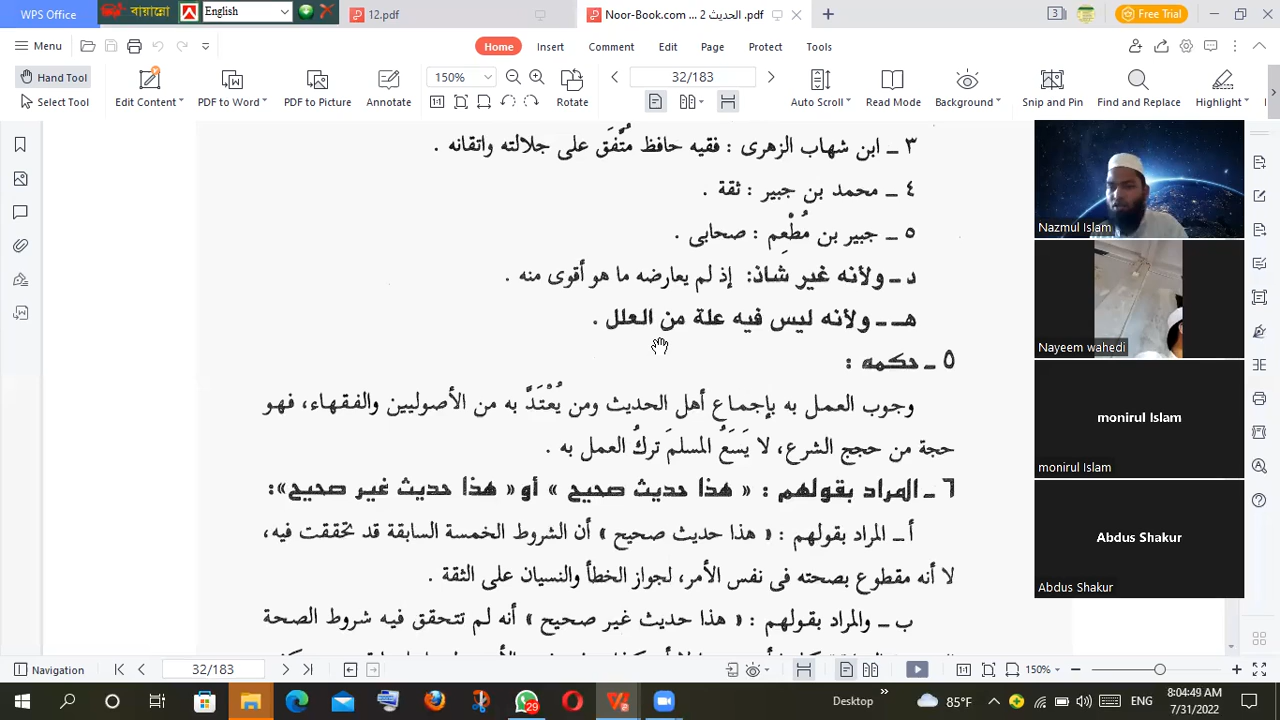 WPS Office
বায়ান্নো
English
12.pdf
Noor-Book.com ... 2 الحديث .pdf
3
Free Trial
Menu
Home
Insert
Comment
Edit
Page
Protect
Tools
Hand Tool
Select Tool
Edit Content
PDF to Word
PDF to Picture
Annotate
150%
Rotate
32/183
Auto Scroll
Read Mode
Background
Snip and Pin
Find and Replace
Highlight
٣ ـ ابن شهاب الزهرى : فقيه حافظ مُتَّفَق على جلالته واتقانه .
٤ ـ محمد بن جبير : ثقة .
٥ ـ جبير بن مُطْعِم : صحابى .
د ـ ولأنه غير شاذ: إذ لم يعارضه ما هو أقوى منه .
هـ ـ ولأنه ليس فيه علة من العلل .
٥ ـ حكمه :
وجوب العمل به بإجماع أهل الحديث ومن يُعْتَدَّ به من الأصوليين والفقهاء، فهو
حجة من حجج الشرع، لا يَسَعُ المسلمَ تركُ العمل به .
٦ ـ المراد بقولهم : « هذا حديث صحيح » أو « هذا حديث غير صحيح»:
أ ـ المراد بقولهم : « هذا حديث صحيح » أن الشروط الخمسة السابقة قد تحققت فيه،
لا أنه مقطوع بصحته فى نفس الأمر، لجواز الخطأ والنسيان على الثقة .
ب ـ والمراد بقولهم : « هذا حديث غير صحيح » أنه لم تتحقق فيه شروط الصحة
Nazmul Islam
Nayeem wahedi
monirul Islam
monirul Islam
Abdus Shakur
Abdus Shakur
Navigation
32/183
150%
29
Desktop
85°F
ENG
8:04:49 AM
7/31/2022